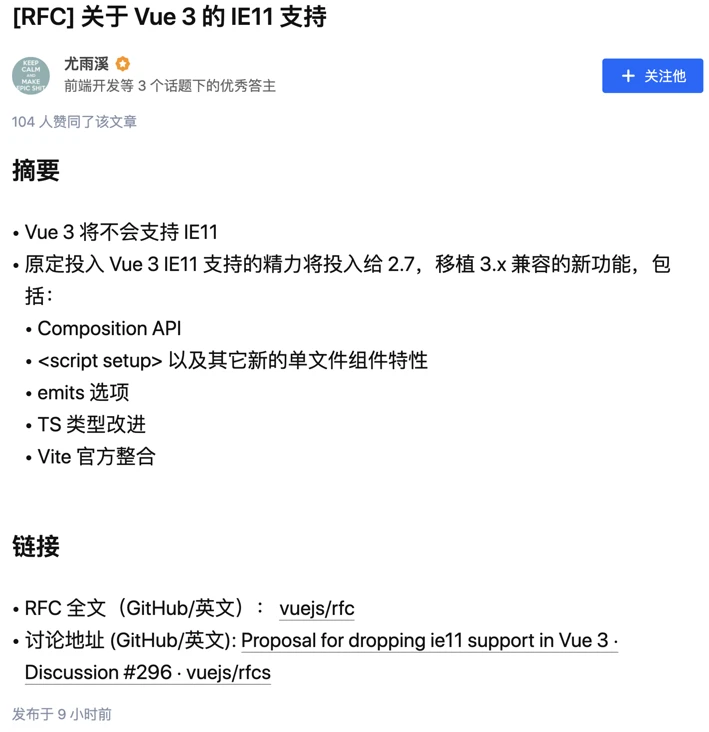 [RFC] 关于 Vue 3 的 IE11 支持
KEEP
CALM
AND
MAKE
EPIC SHIT
尤雨溪
前端开发等 3 个话题下的优秀答主
+ 关注他
104 人赞同了该文章
摘要
• Vue 3 将不会支持 IE11
• 原定投入 Vue 3 IE11 支持的精力将投入给 2.7，移植 3.x 兼容的新功能，包
括：
• Composition API
• <script setup> 以及其它新的单文件组件特性
• emits 选项
• TS 类型改进
• Vite 官方整合
链接
• RFC 全文（GitHub/英文）： vuejs/rfc
• 讨论地址 (GitHub/英文): Proposal for dropping ie11 support in Vue 3 ·
Discussion #296 · vuejs/rfcs
发布于 9 小时前